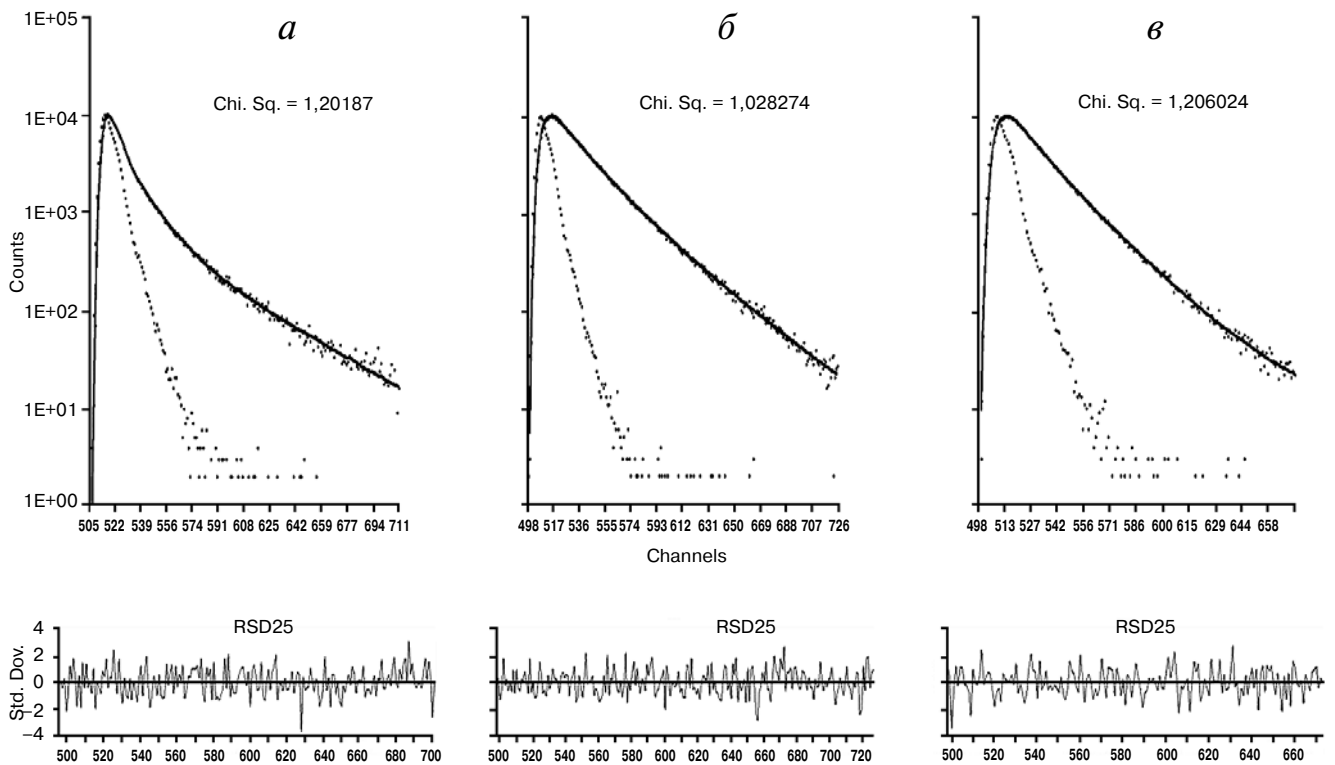 а
б
в
Chi. Sq. = 1,20187
Chi. Sq. = 1,028274
Chi. Sq. = 1,206024
Counts
1E+05
1E+04
1E+03
1E+02
1E+01
1E+00
505 522 539 556 574 591 608 625 642 659 677 694 711
498 517 536 555 574 593 612 631 650 669 688 707 726
498 513 527 542 556 571 586 600 615 629 644 658
Channels
RSD25
RSD25
RSD25
Std. Dov.
4
2
0
−2
−4
500 520 540 560 580 600 620 640 660 680 700
500 520 540 560 580 600 620 640 660 680 700 720
500 520 540 560 580 600 620 640 660